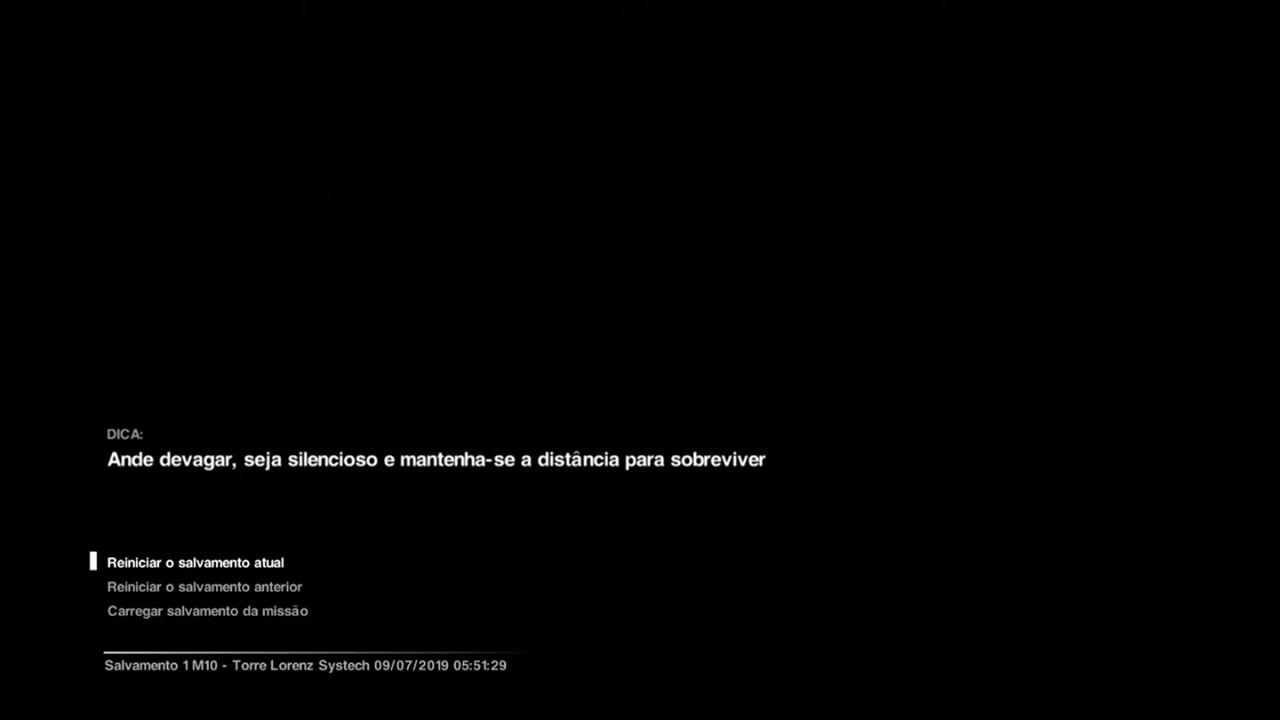 DICA:
Ande devagar, seja silencioso e mantenha-se a distância para sobreviver
Reiniciar o salvamento atual
Reiniciar o salvamento anterior
Carregar salvamento da missão
Salvamento 1 M10 - Torre Lorenz Systech 09/07/2019 05:51:29